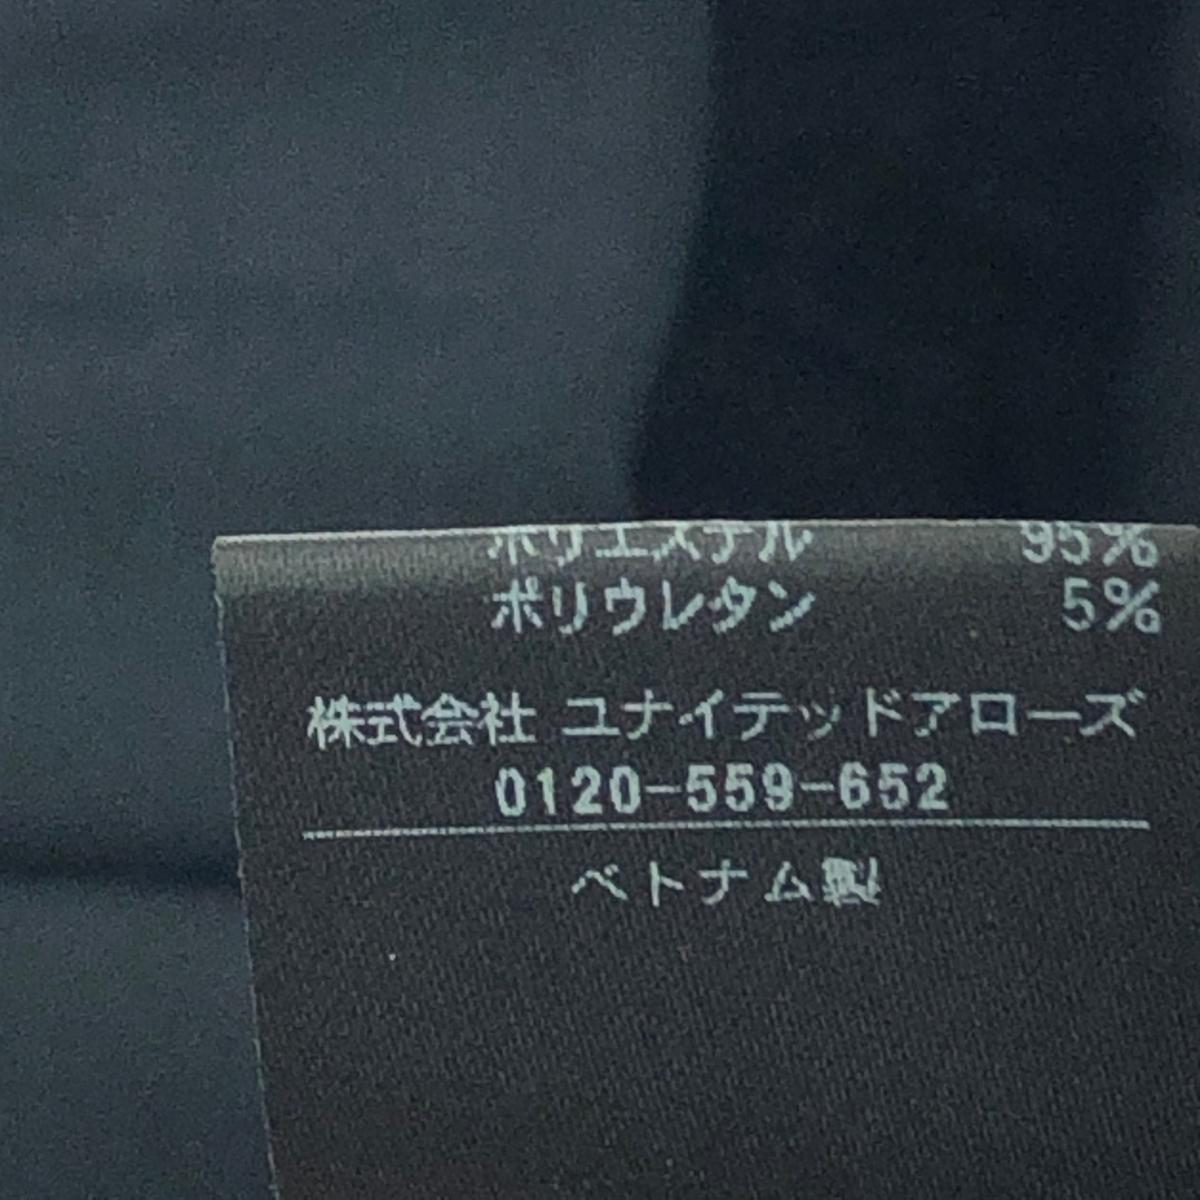 ポリエステル 95%
ポリウレタン 5%
株式会社 ユナイテッドアローズ
0120-559-652
ベトナム製